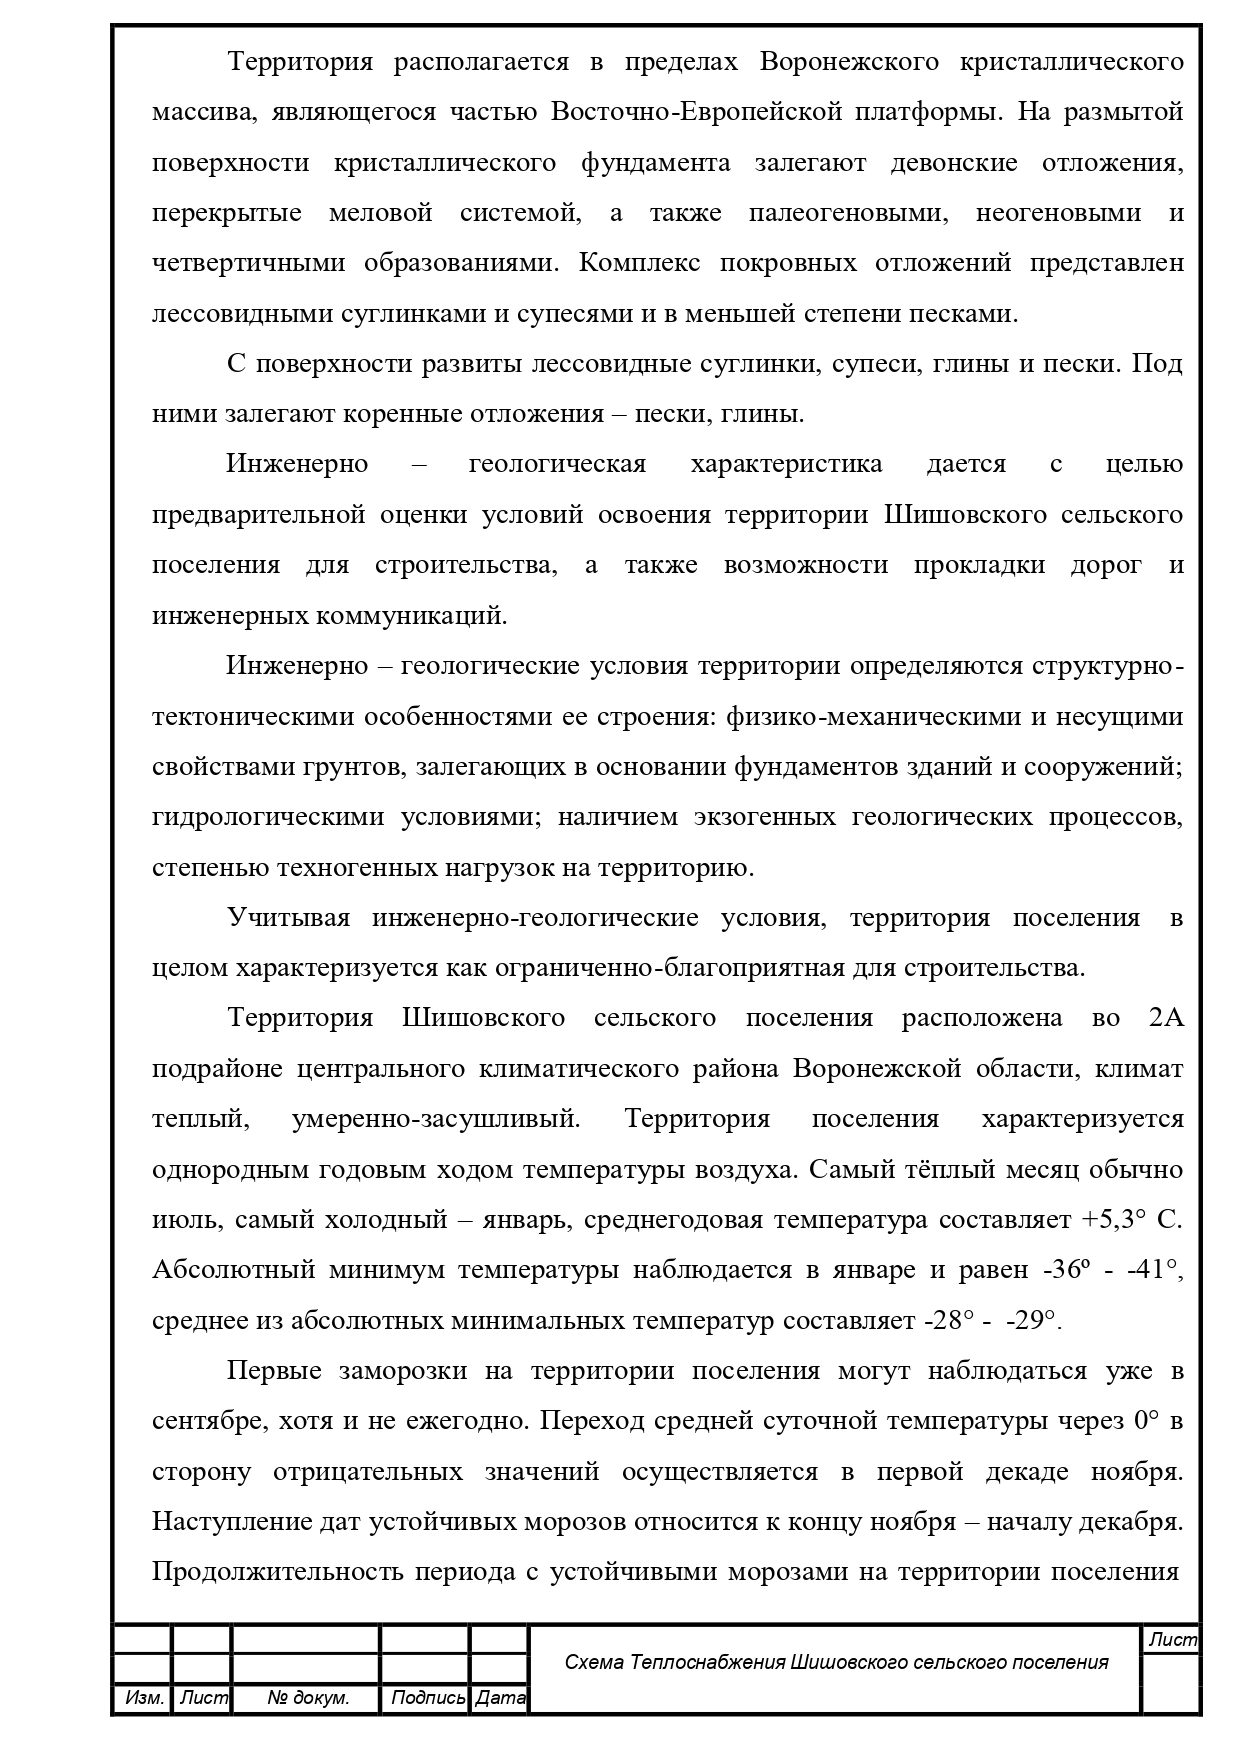 Территория располагается в пределах Воронежского кристаллического
массива, являющегося частью Восточно-Европейской платформы. На размытой
поверхности кристаллического фундамента залегают девонские отложения,
перекрытые меловой системой, а также палеогеновыми, неогеновыми и
четвертичными образованиями. Комплекс покровных отложений представлен
лессовидными суглинками и супесями и в меньшей степени песками.
С поверхности развиты лессовидные суглинки, супеси, глины и пески. Под
ними залегают коренные отложения – пески, глины.
Инженерно – геологическая характеристика дается с целью
предварительной оценки условий освоения территории Шишовского сельского
поселения для строительства, а также возможности прокладки дорог и
инженерных коммуникаций.
Инженерно – геологические условия территории определяются структурно-
тектоническими особенностями ее строения: физико-механическими и несущими
свойствами грунтов, залегающих в основании фундаментов зданий и сооружений;
гидрологическими условиями; наличием экзогенных геологических процессов,
степенью техногенных нагрузок на территорию.
Учитывая инженерно-геологические условия, территория поселения в
целом характеризуется как ограниченно-благоприятная для строительства.
Территория Шишовского сельского поселения расположена во 2А
подрайоне центрального климатического района Воронежской области, климат
теплый, умеренно-засушливый. Территория поселения характеризуется
однородным годовым ходом температуры воздуха. Самый тёплый месяц обычно
июль, самый холодный – январь, среднегодовая температура составляет +5,3° С.
Абсолютный минимум температуры наблюдается в январе и равен -36º - -41°,
среднее из абсолютных минимальных температур составляет -28° - -29°.
Первые заморозки на территории поселения могут наблюдаться уже в
сентябре, хотя и не ежегодно. Переход средней суточной температуры через 0° в
сторону отрицательных значений осуществляется в первой декаде ноября.
Наступление дат устойчивых морозов относится к концу ноября – началу декабря.
Продолжительность периода с устойчивыми морозами на территории поселения
Лист
Схема Теплоснабжения Шишовского сельского поселения
Изм. Лист № докум. Подпись Дата